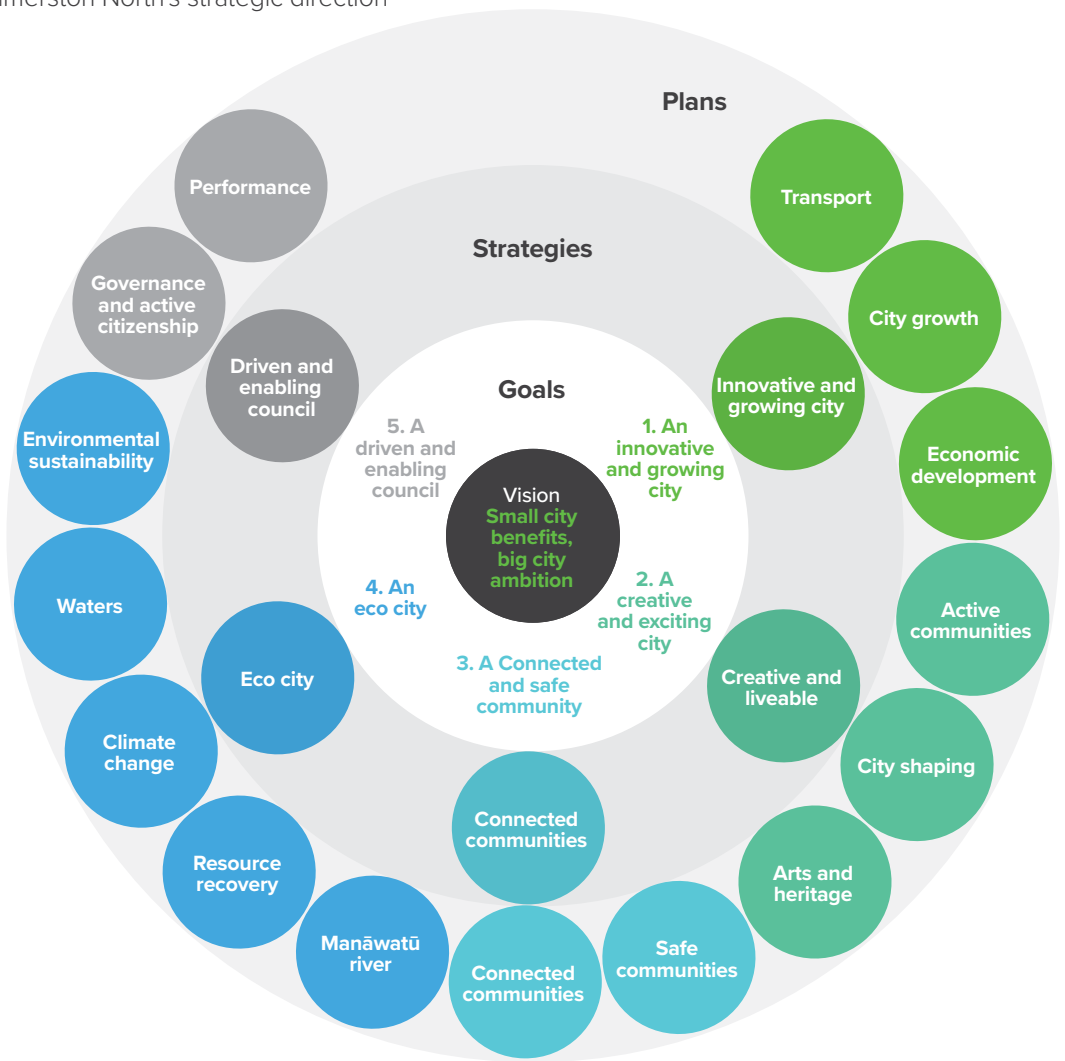 merston North's strategic direction
Plans
Performance
Transport
Governance
and active
citizenship
City growth
Strategies
Driven and
enabling
council
Innovative and
growing city
Environmental
sustainability
Economic
development
Goals
5. A
driven and
enabling
council
1. An
innovative
and growing
city
Vision
Small city
benefits,
big city
ambition
4. An
eco city
2. A
creative
and exciting
city
3. A Connected
and safe
community
Waters
Active
communities
Eco city
Creative and
liveable
Climate
change
City shaping
Connected
communities
Resource
recovery
Arts and
heritage
Manāwatū
river
Connected
communities
Safe
communities